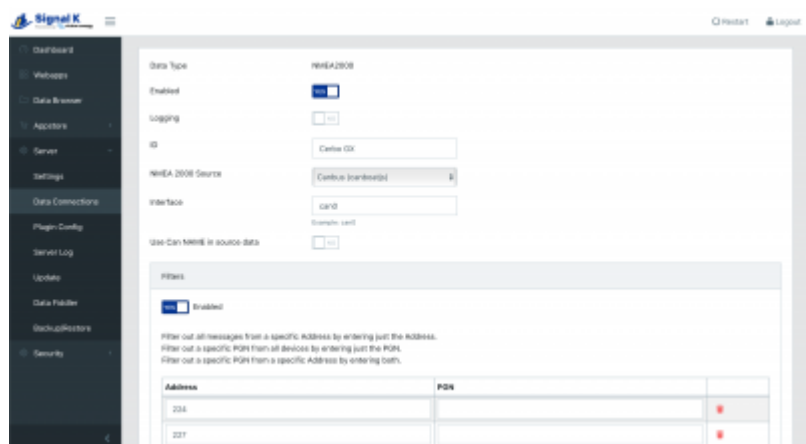 Signal K
Restart
Logout
Dashboard
Webapps
Data Browser
Appstore
Server
Settings
Data Connections
Plugin Config
Server Log
Update
Data Fiddler
Backup/Restore
Security
Data Type NMEA2000
Enabled YES
Logging NO
ID Cerbo GX
NMEA 2000 Source Canbus (canboatjs)
Interface can0
Example: can0
Use Can NAME in source data NO
Filters
YES Enabled
Filter out all messages from a specific Address by entering just the Address.
Filter out a specific PGN from all devices by entering just the PGN.
Filter out a specific PGN from a specific Address by entering both.
Address PGN
224
227